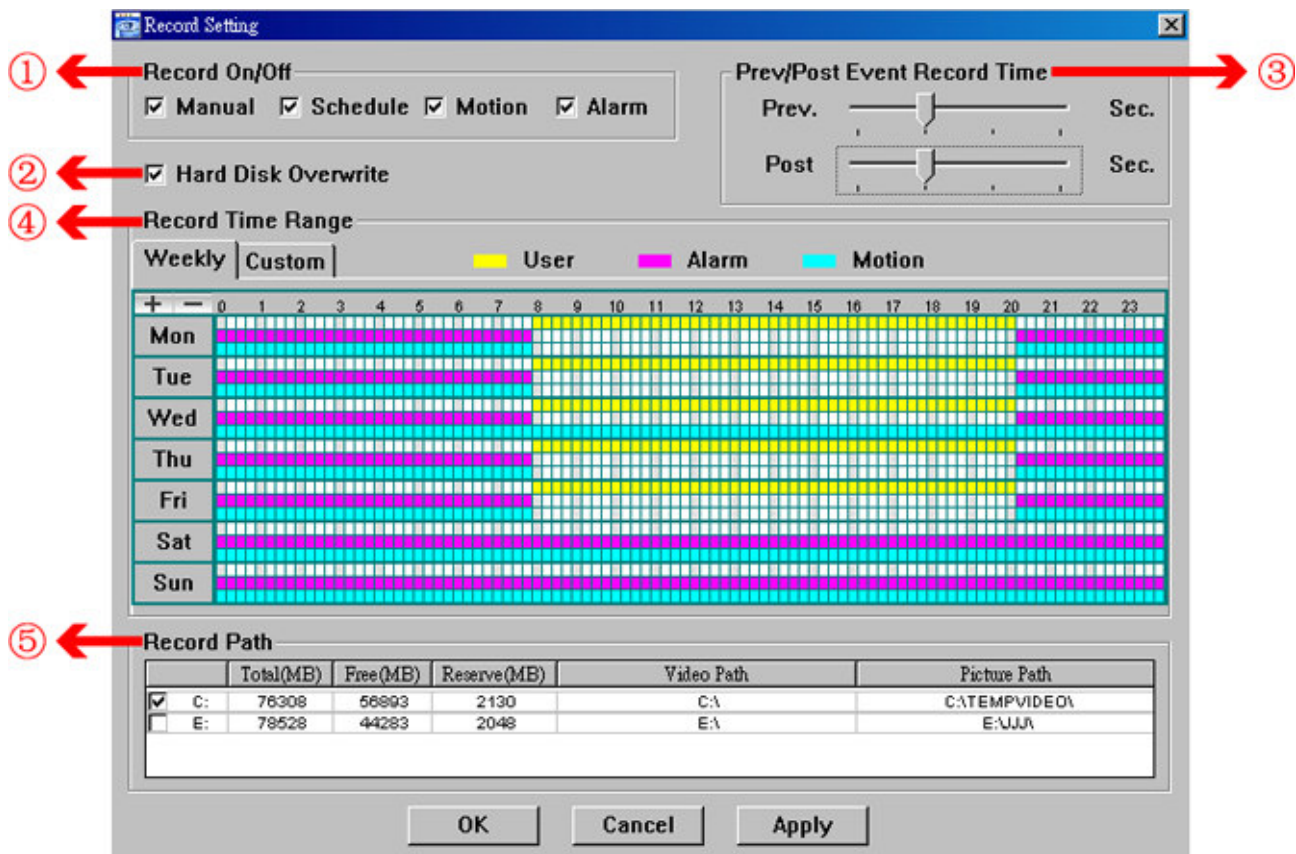 Record Setting
① Record On/Off
Manual Schedule Motion Alarm
Prev/Post Event Record Time ③
Prev. Sec.
Post Sec.
② Hard Disk Overwrite
④ Record Time Range
Weekly Custom User Alarm Motion
+ − 0 1 2 3 4 5 6 7 8 9 10 11 12 13 14 15 16 17 18 19 20 21 22 23
Mon
Tue
Wed
Thu
Fri
Sat
Sun
⑤ Record Path
Total(MB) Free(MB) Reserve(MB) Video Path Picture Path
C: 76308 56893 2130 C:\ C:\TEMPVIDEO\
E: 78528 44283 2048 E:\ E:\JJJ\
OK Cancel Apply